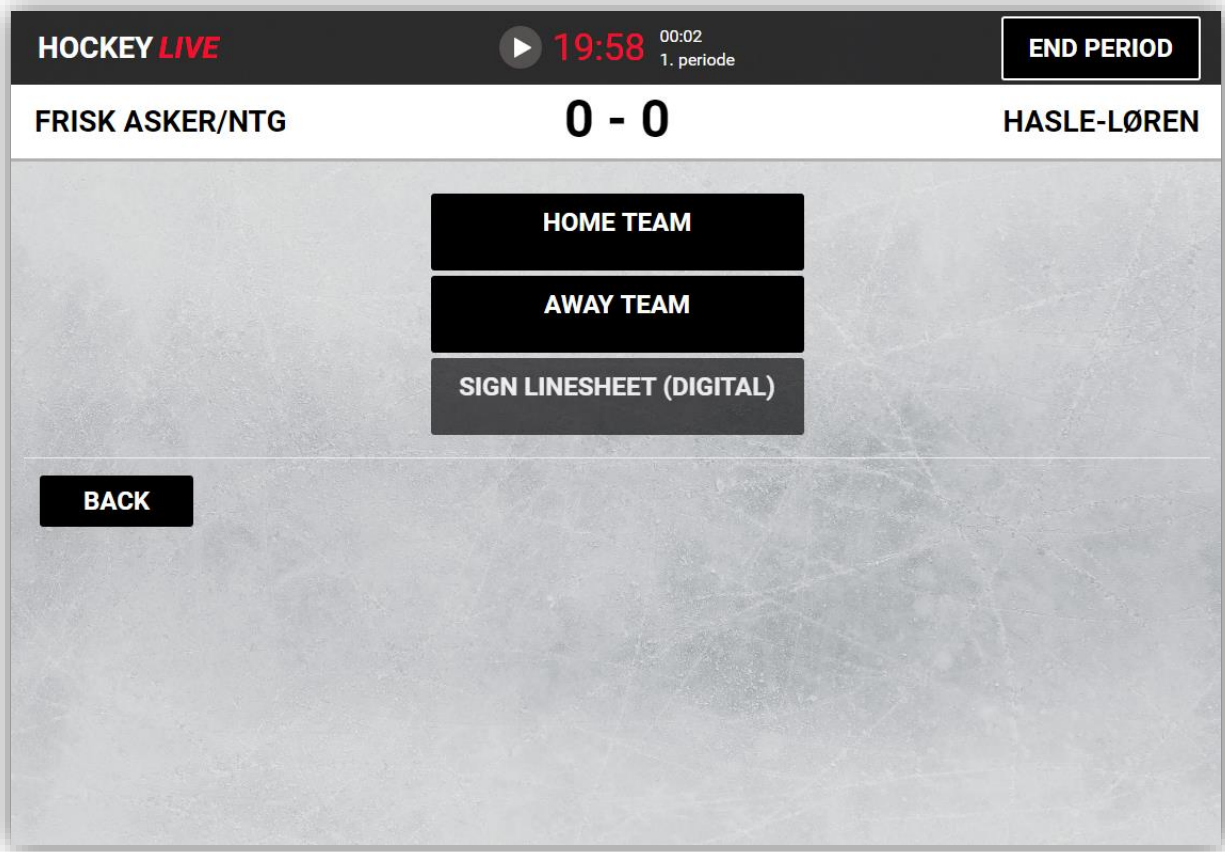 HOCKEY LIVE
19:58
00:02
1. periode
END PERIOD
FRISK ASKER/NTG
0 - 0
HASLE-LØREN
HOME TEAM
AWAY TEAM
SIGN LINESHEET (DIGITAL)
BACK